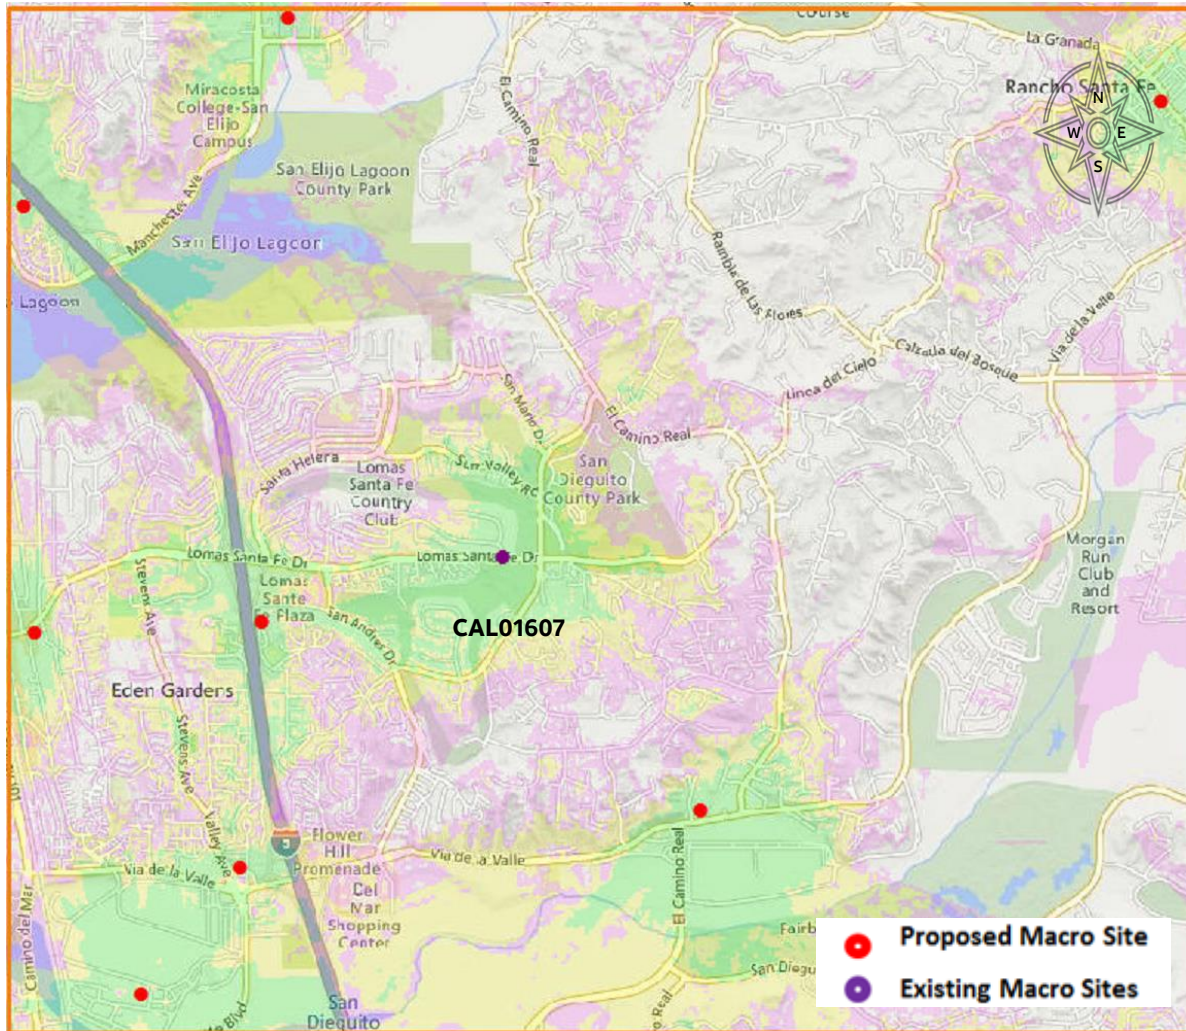 Course
La Granada
Rancho Santa Fe
N
W E
S
Miracosta
College-San
Elijo
Campus
El Camino Real
San Elijo Lagoon
County Park
Manchester Ave
San Elijo Lagoon
Lagoon
Rambla de Las Flores
Via de la Valle
Calzada del Bosque
Linea del Cielo
San Mario Dr
El Camino Real
Santa Helena
Sun Valley Rd
Lomas
Santa Fe
Country
Club
San
Dieguito
County Park
Lomas Santa Fe Dr
Lomas Santa Fe Dr
Morgan
Run
Club
and
Resort
Stevens Ave
Lomas
Sante
Fe Plaza
San Andres Dr
CAL01607
Eden Gardens
Stevens Ave
Valley Ave
5
Flower
Hill
Promenade
Via de la Valle
Via de la Valle
El Camino Real
Del
Mar
Shopping
Center
Camino del Mar
Fairb
San Diegu
Real
Blvd
San
Dieguito
Proposed Macro Site
Existing Macro Sites